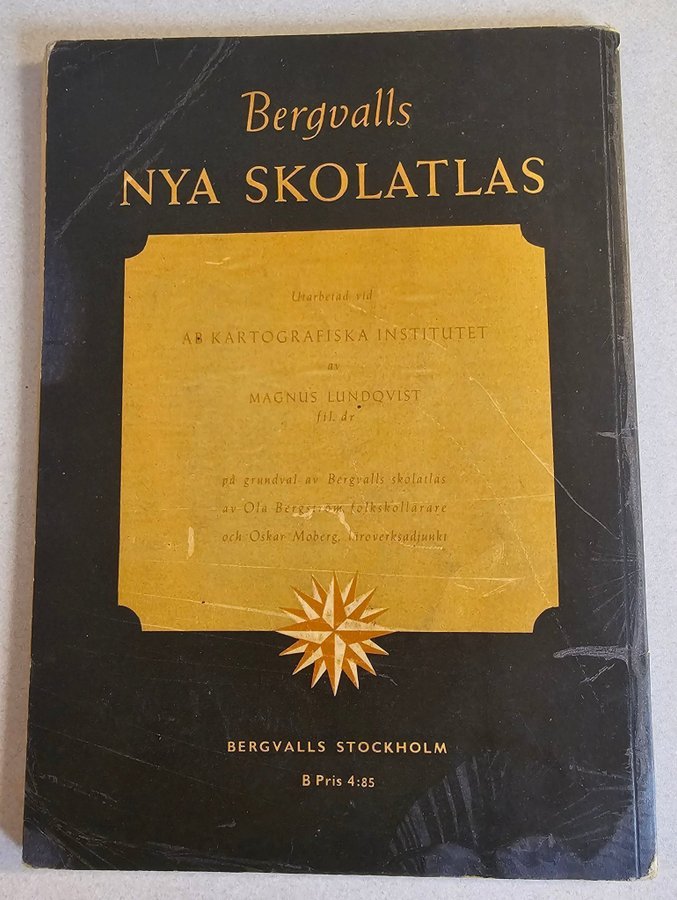 Bergvalls
NYA SKOLATLAS
Utarbetad vid
AB KARTOGRAFISKA INSTITUTET
av
MAGNUS LUNDQVIST
fil. dr
på grundval av Bergvalls skolatlas
av Ola Bergström, folkskollärare
och Oskar Moberg, läroverksadjunkt
BERGVALLS STOCKHOLM
B Pris 4:85